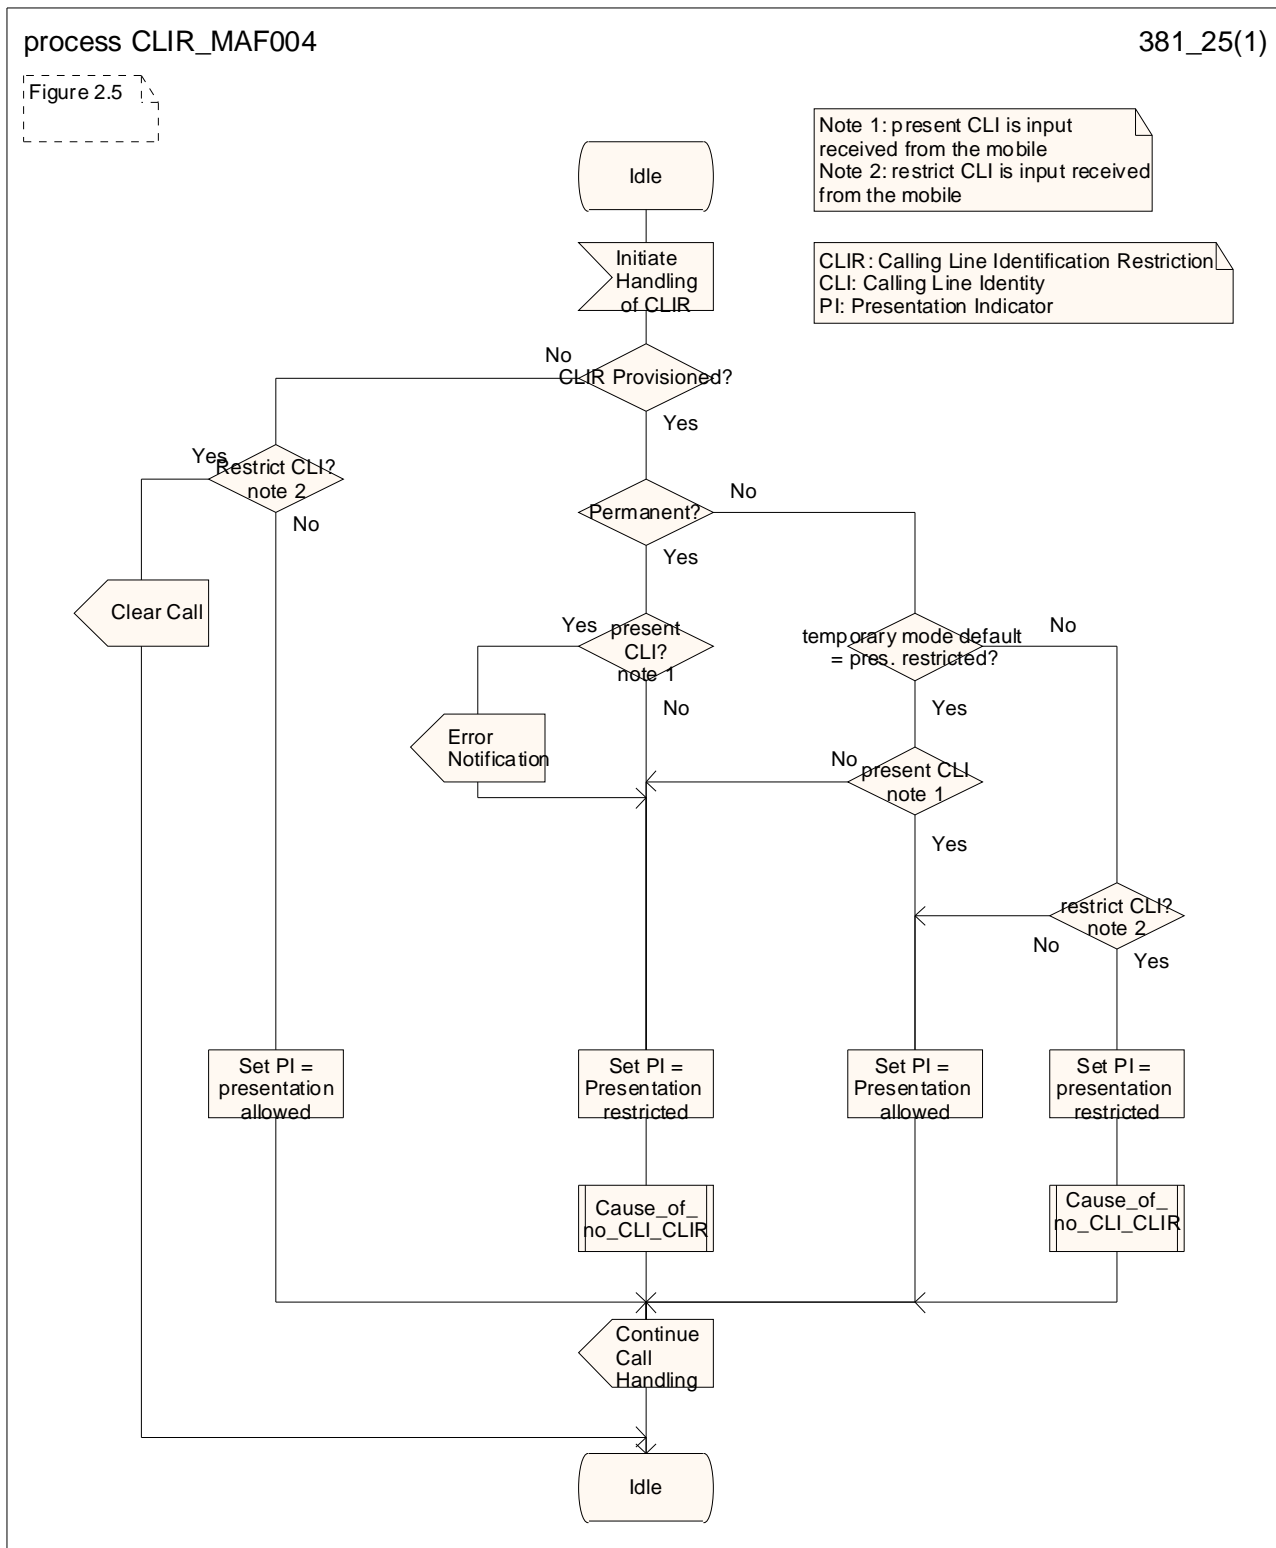 process CLIR_MAF004
381_25(1)
Figure 2.5
Note 1: present CLI is input
received from the mobile
Note 2: restrict CLI is input received
from the mobile
Idle
Initiate
Handling
of CLIR
CLIR: Calling Line Identification Restriction
CLI: Calling Line Identity
PI: Presentation Indicator
No
CLIR Provisioned?
Yes
Yes
Restrict CLI?
note 2
No
Permanent?
No
Yes
Clear Call
Yes
present
CLI?
note 1
No
temporary mode default
= pres. restricted?
No
Yes
Error
Notification
No
present CLI
note 1
Yes
restrict CLI?
note 2
No
Yes
Set PI =
presentation
allowed
Set PI =
Presentation
restricted
Set PI =
Presentation
allowed
Set PI =
presentation
restricted
Cause_of_
no_CLI_CLIR
Cause_of_
no_CLI_CLIR
Continue
Call
Handling
Idle